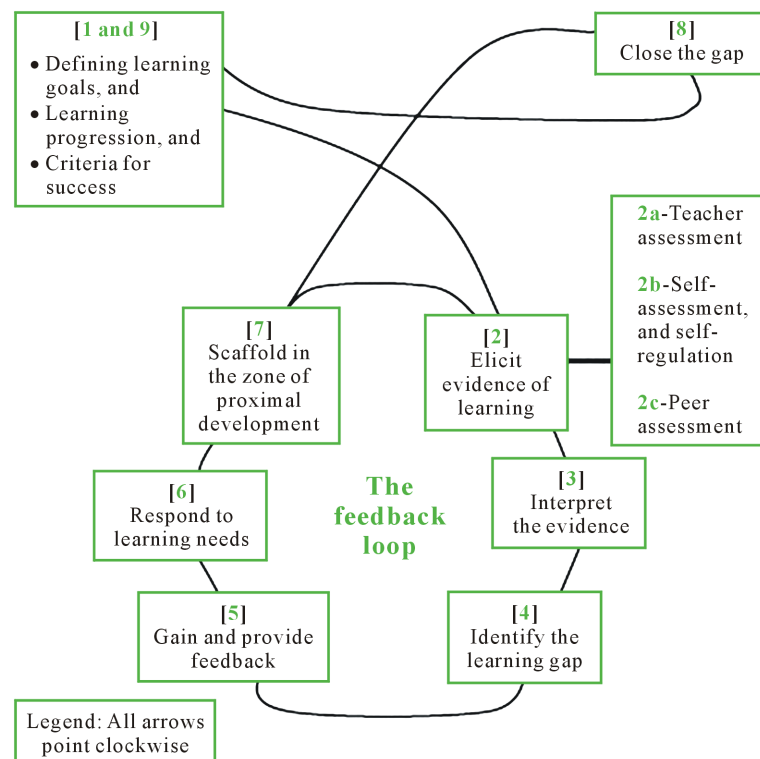 [1 and 9]
• Defining learning
goals, and
• Learning
progression, and
• Criteria for
success
[8]
Close the gap
2a-Teacher
assessment
2b-Self-
assessment,
and self-
regulation
2c-Peer
assessment
[7]
Scaffold in
the zone of
proximal
development
[2]
Elicit
evidence of
learning
[6]
Respond to
learning needs
The
feedback
loop
[3]
Interpret
the evidence
[5]
Gain and provide
feedback
[4]
Identify the
learning gap
Legend: All arrows
point clockwise